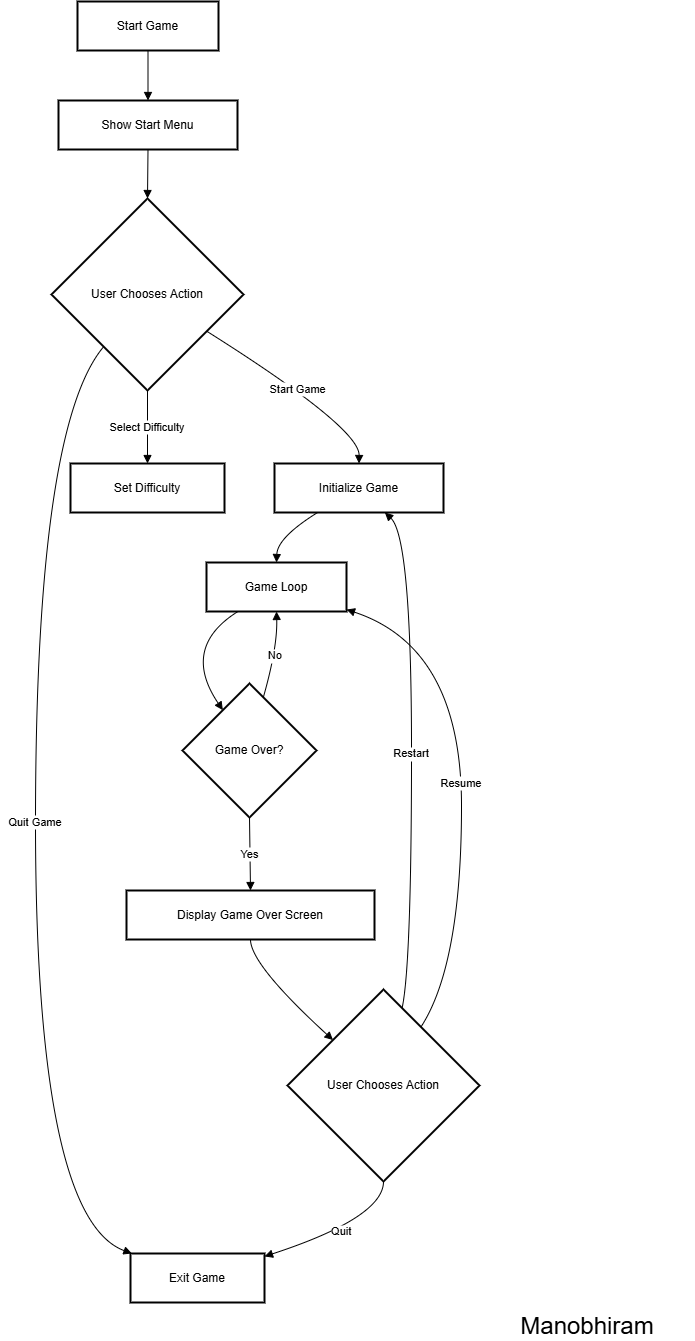 Start Game
Show Start Menu
User Chooses Action
Start Game
Select Difficulty
Set Difficulty
Initialize Game
Game Loop
No
Game Over?
Restart
Resume
Quit Game
Yes
Display Game Over Screen
User Chooses Action
Quit
Exit Game
Manobhiram